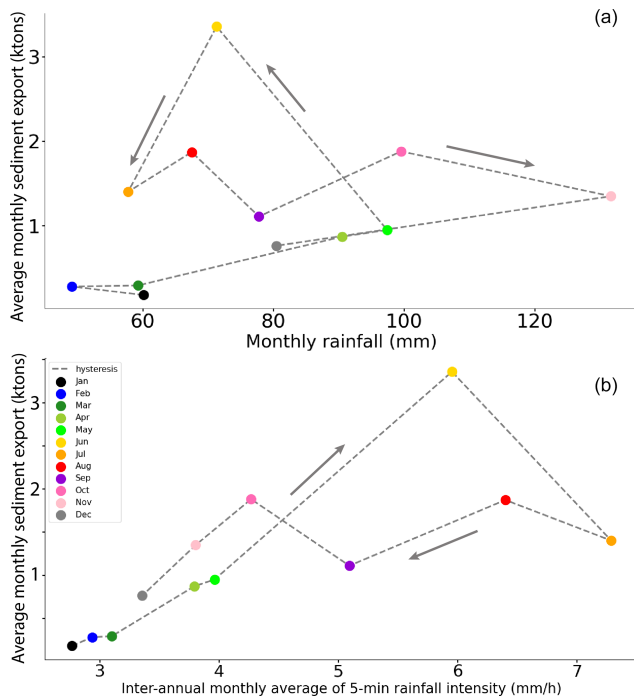 (a)
Average monthly sediment export (ktons)
3
2
1
60 80 100 120
Monthly rainfall (mm)
(b)
Average monthly sediment export (ktons)
3
2
1
hysteresis
Jan
Feb
Mar
Apr
May
Jun
Jul
Aug
Sep
Oct
Nov
Dec
3 4 5 6 7
Inter-annual monthly average of 5-min rainfall intensity (mm/h)